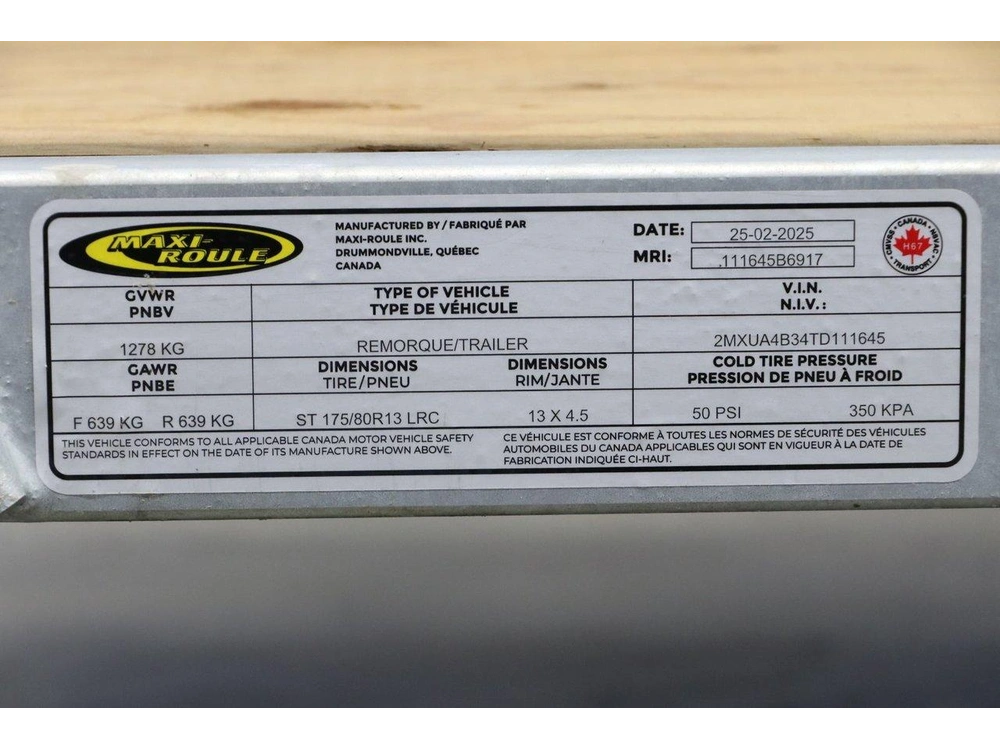 MAXI-ROULE
MANUFACTURED BY / FABRIQUÉ PAR
MAXI-ROULE INC.
DRUMMONDVILLE, QUÉBEC
CANADA
DATE: 25-02-2025
MRI: .111645B6917
CANADA
CMVSS · NSVAC
H67
TRANSPORT
GVWR
PNBV
TYPE OF VEHICLE
TYPE DE VÉHICULE
V.I.N.
N.I.V.:
1278 KG
REMORQUE/TRAILER
2MXUA4B34TD111645
GAWR
PNBE
DIMENSIONS
TIRE/PNEU
DIMENSIONS
RIM/JANTE
COLD TIRE PRESSURE
PRESSION DE PNEU À FROID
F 639 KG R 639 KG
ST 175/80R13 LRC
13 X 4.5
50 PSI 350 KPA
THIS VEHICLE CONFORMS TO ALL APPLICABLE CANADA MOTOR VEHICLE SAFETY
STANDARDS IN EFFECT ON THE DATE OF ITS MANUFACTURE SHOWN ABOVE.
CE VÉHICULE EST CONFORME À TOUTES LES NORMES DE SÉCURITÉ DES VÉHICULES
AUTOMOBILES DU CANADA APPLICABLES QUI SONT EN VIGUEUR À LA DATE DE
FABRICATION INDIQUÉE CI-HAUT.